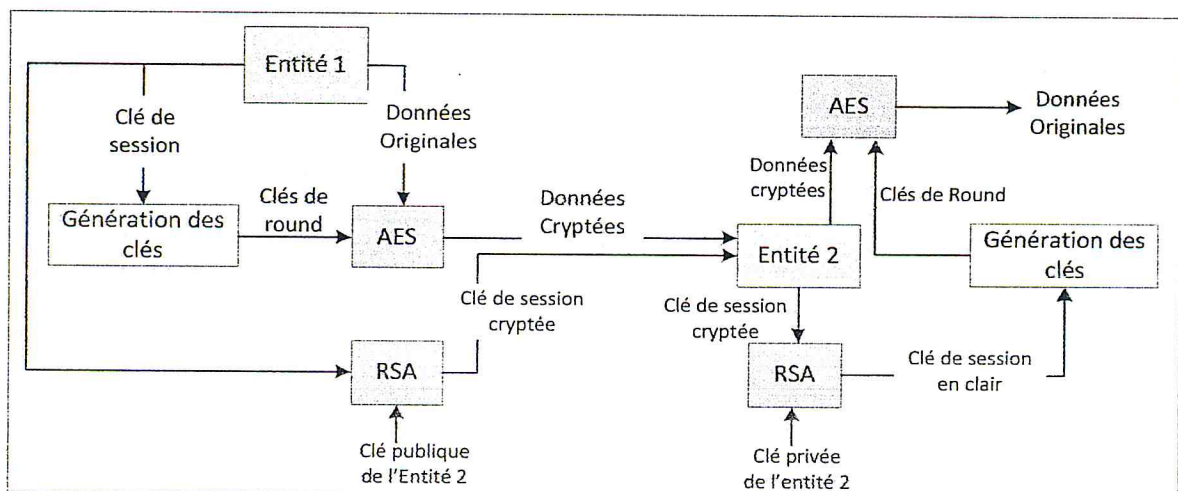 Entité 1
Clé de
session
Données
Originales
Génération des
clés
Clés de
round
AES
Données
Cryptées
Clé de session
cryptée
RSA
Clé publique
de l'Entité 2
AES
Données
Originales
Données
cryptées
Clés de Round
Entité 2
Génération des
clés
Clé de session
cryptée
RSA
Clé de session
en clair
Clé privée
de l'entité 2